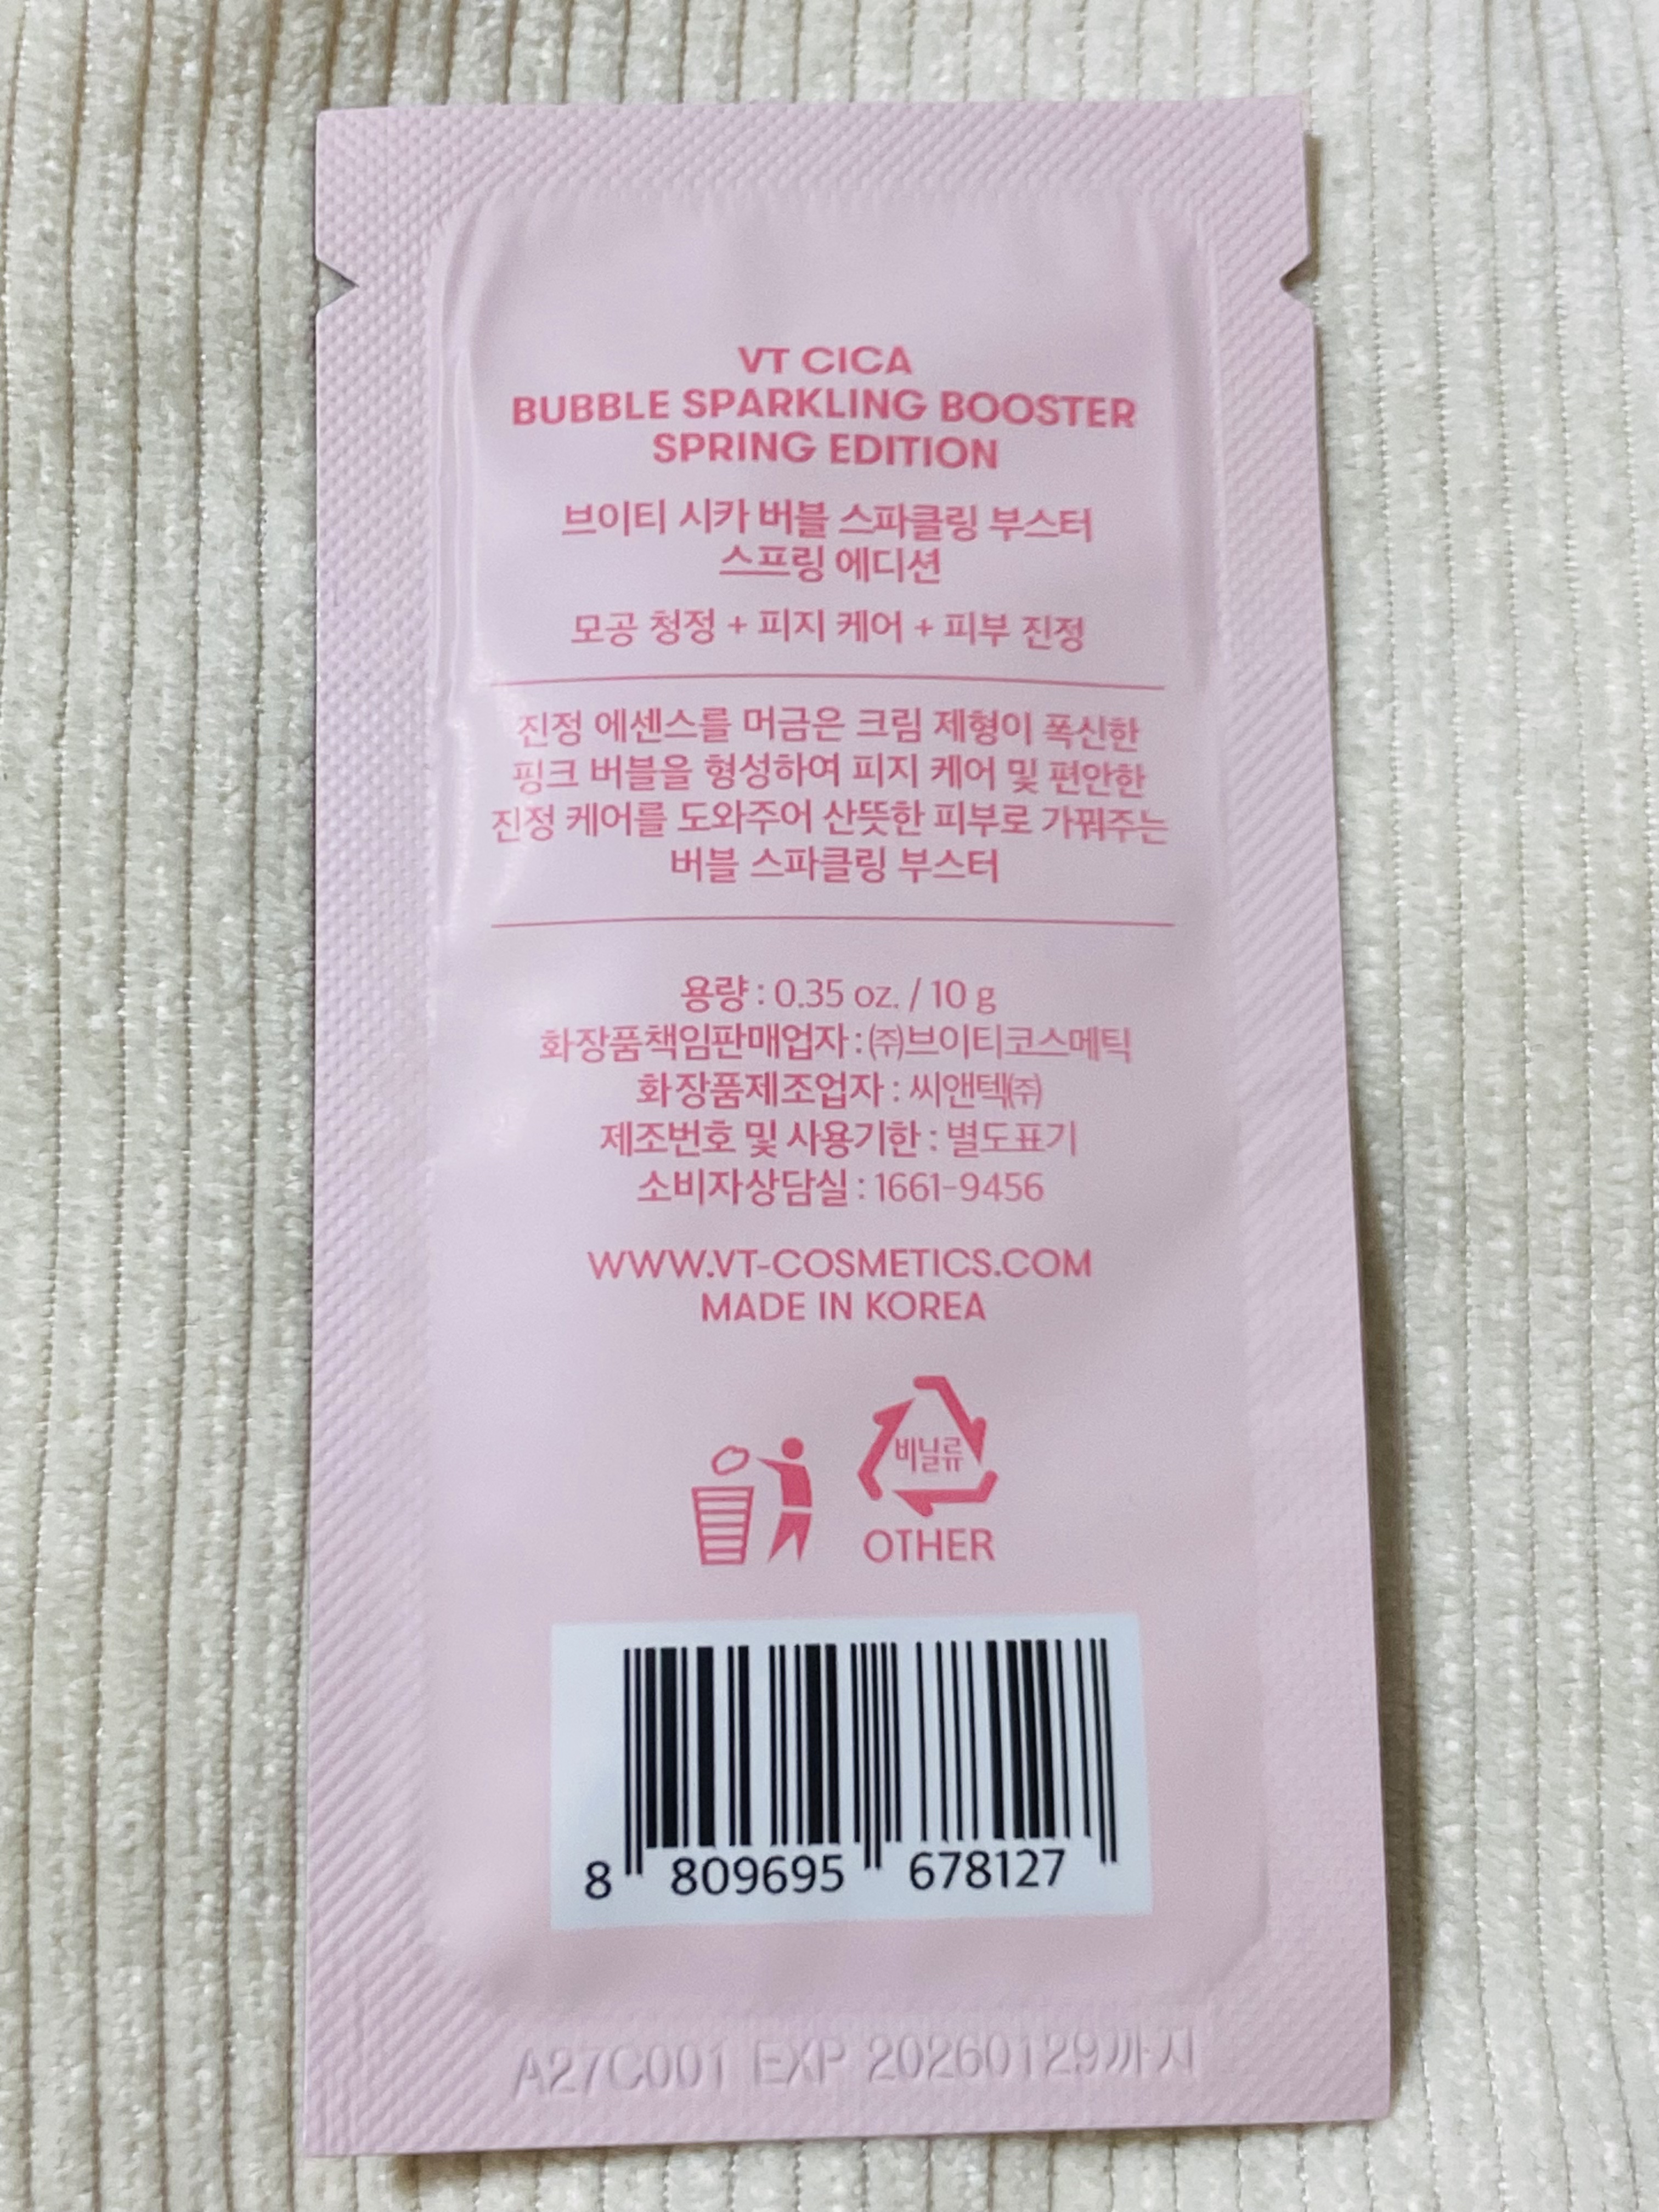 VT CICA
BUBBLE SPARKLING BOOSTER
SPRING EDITION
브이티 시카 버블 스파클링 부스터
스프링 에디션
모공 청정 + 피지 케어 + 피부 진정
진정 에센스를 머금은 크림 제형이 폭신한
핑크 버블을 형성하여 피지 케어 및 편안한
진정 케어를 도와주어 산뜻한 피부로 가꿔주는
버블 스파클링 부스터
용량 : 0.35 oz. / 10 g
화장품책임판매업자 : ㈜브이티코스메틱
화장품제조업자 : 씨앤텍㈜
제조번호 및 사용기한 : 별도표기
소비자상담실 : 1661-9456
WWW.VT-COSMETICS.COM
MADE IN KOREA
비닐류
OTHER
8 809695 678127
A27C001 EXP 20260129까지